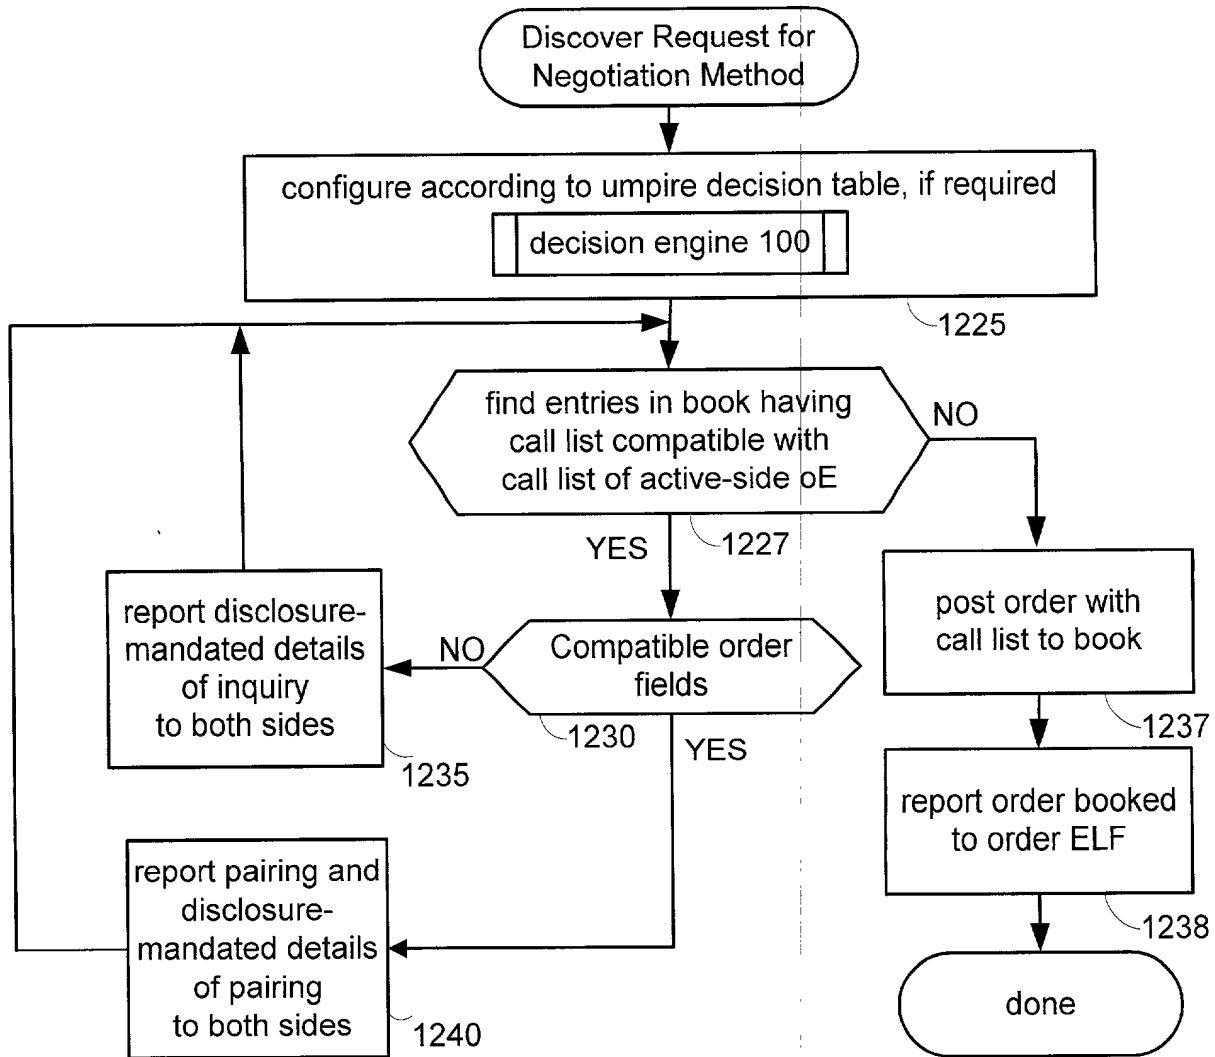 Discover Request for
Negotiation Method
configure according to umpire decision table, if required
decision engine 100
1225
find entries in book having
call list compatible with
call list of active-side oE
NO
1227
YES
post order with
call list to book
1237
Compatible order
fields
NO
1230
YES
report disclosure-
mandated details
of inquiry
to both sides
1235
report order booked
to order ELF
1238
report pairing and
disclosure-
mandated details
of pairing
to both sides
1240
done